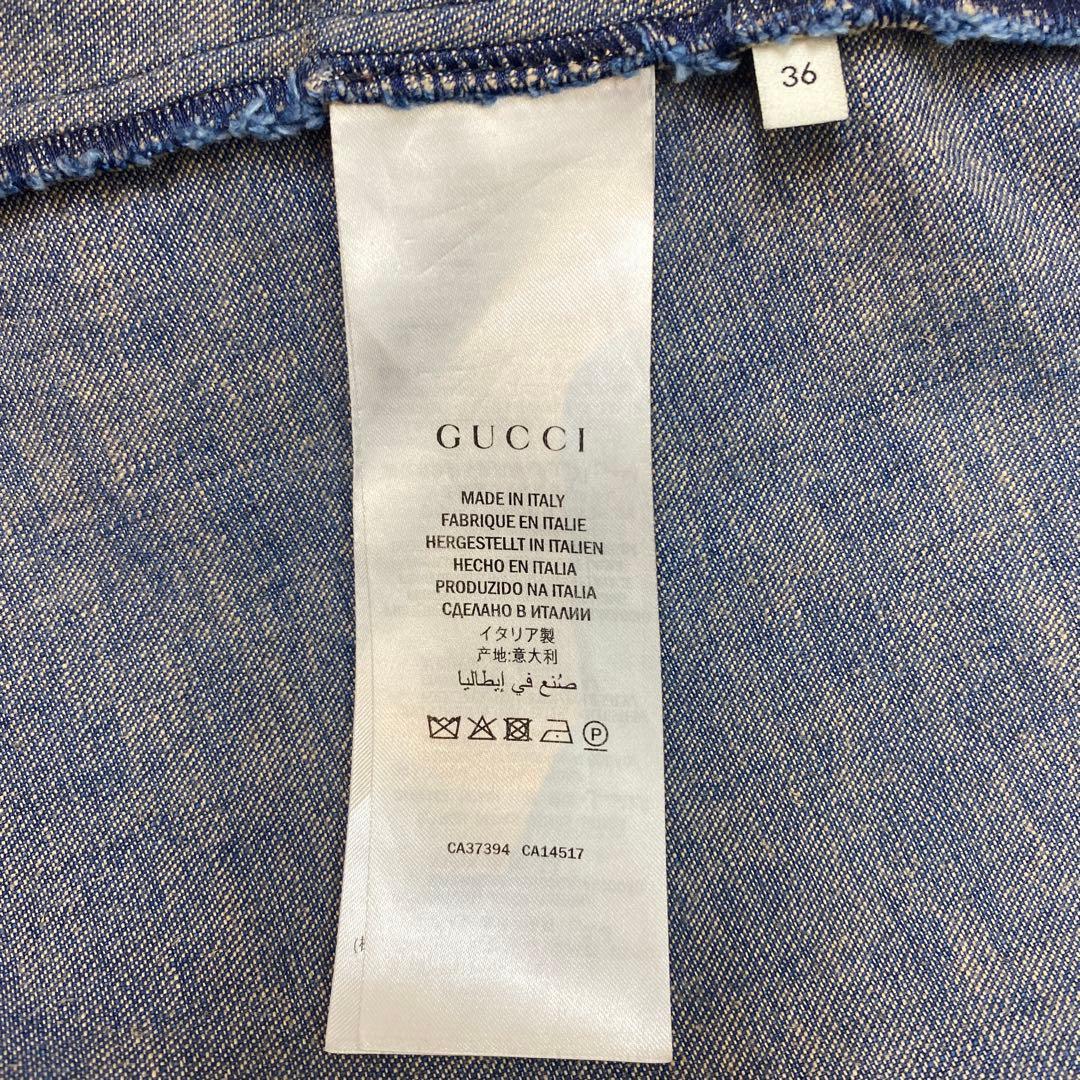 36
GUCCI
MADE IN ITALY
FABRIQUE EN ITALIE
HERGESTELLT IN ITALIEN
HECHO EN ITALIA
PRODUZIDO NA ITALIA
СДЕЛАНО В ИТАЛИИ
イタリア製
产地:意大利
صُنع في إيطاليا
P
CA37394 CA14517